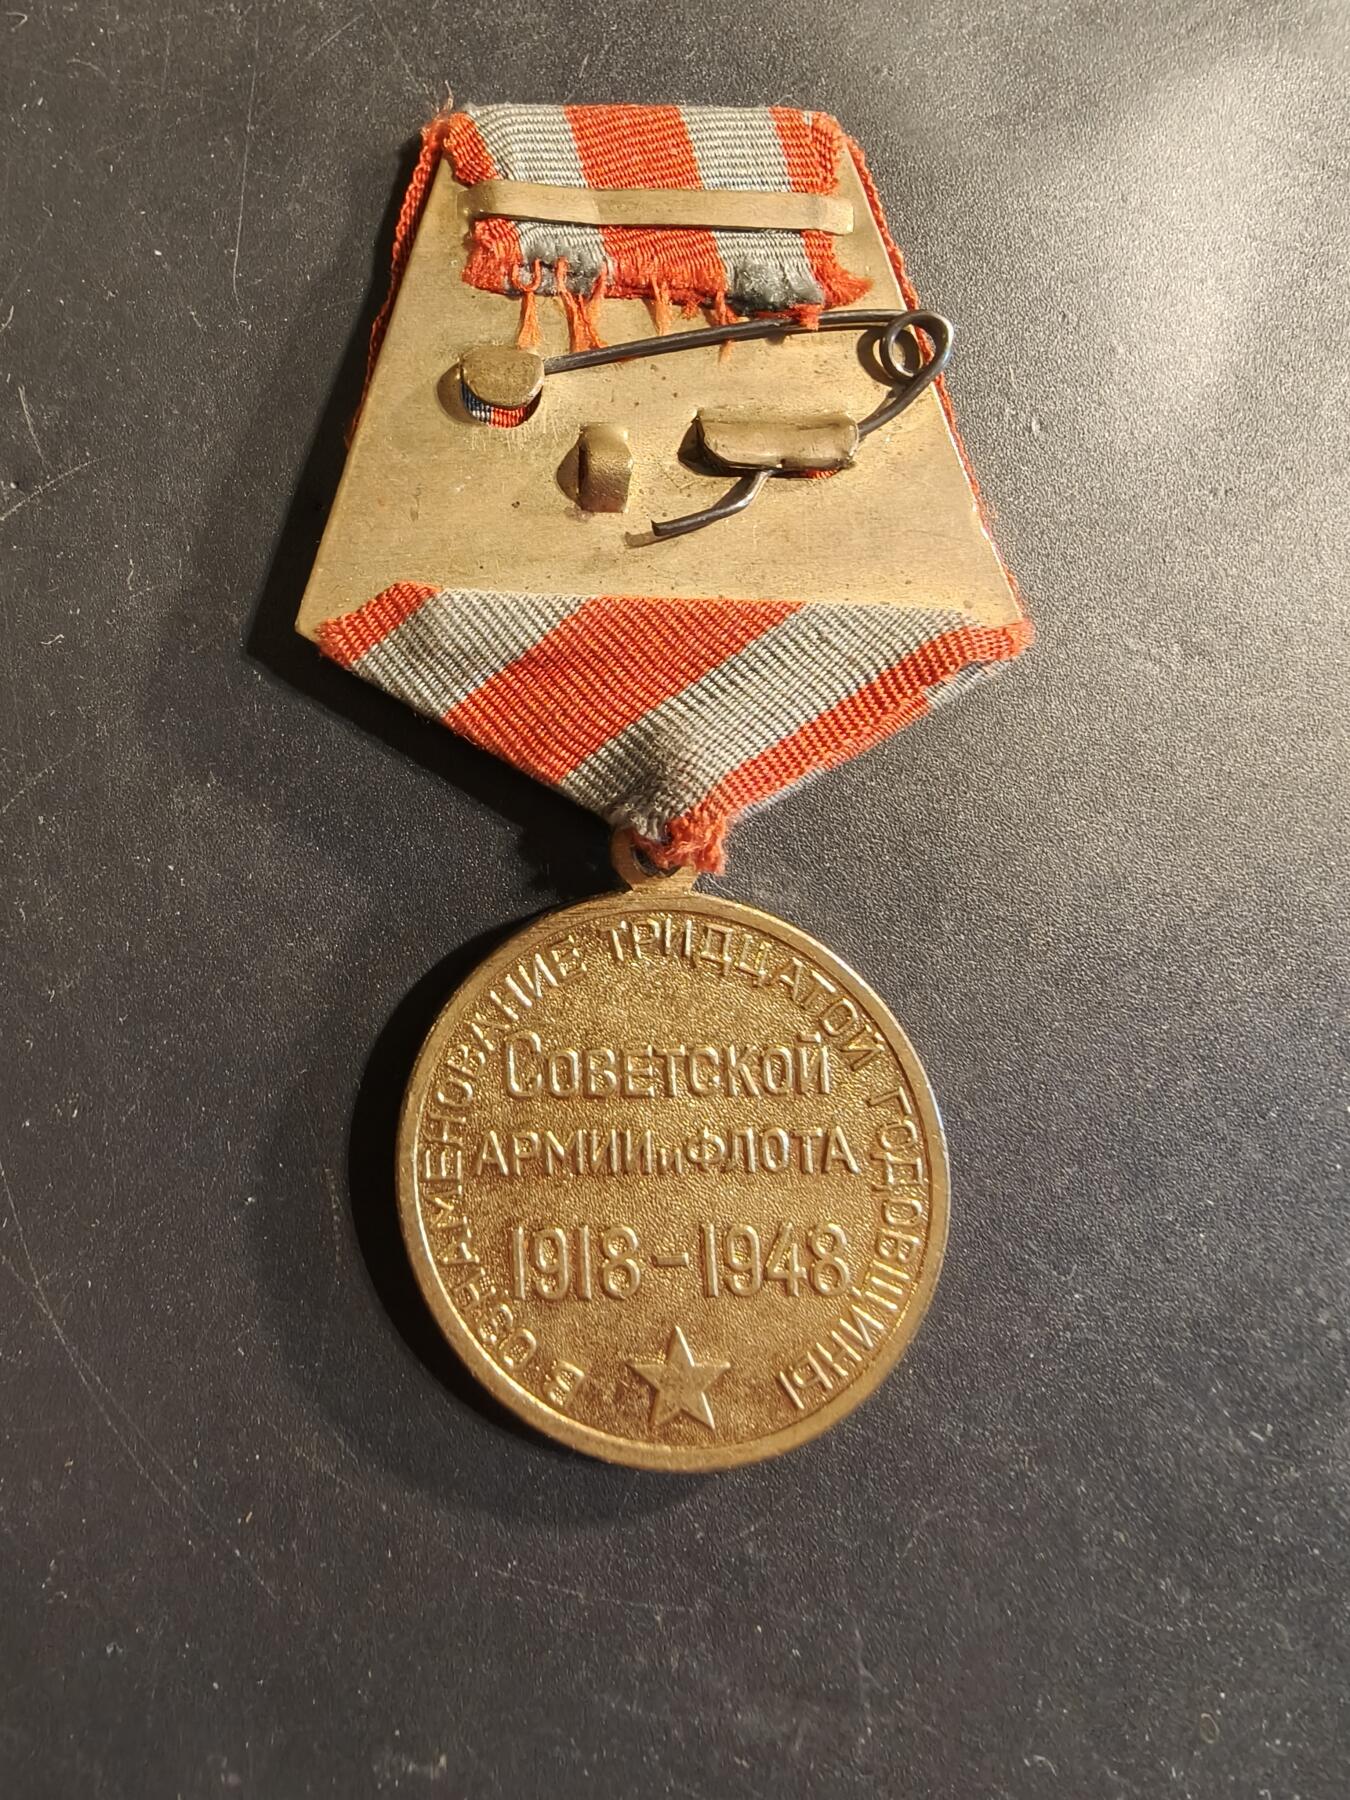 В ОЗНАМЕНОВАНИЕ ТРИДЦАТОЙ ГОДОВЩИНЫ
СОВЕТСКОЙ
АРМИИ и ФЛОТА
1918-1948